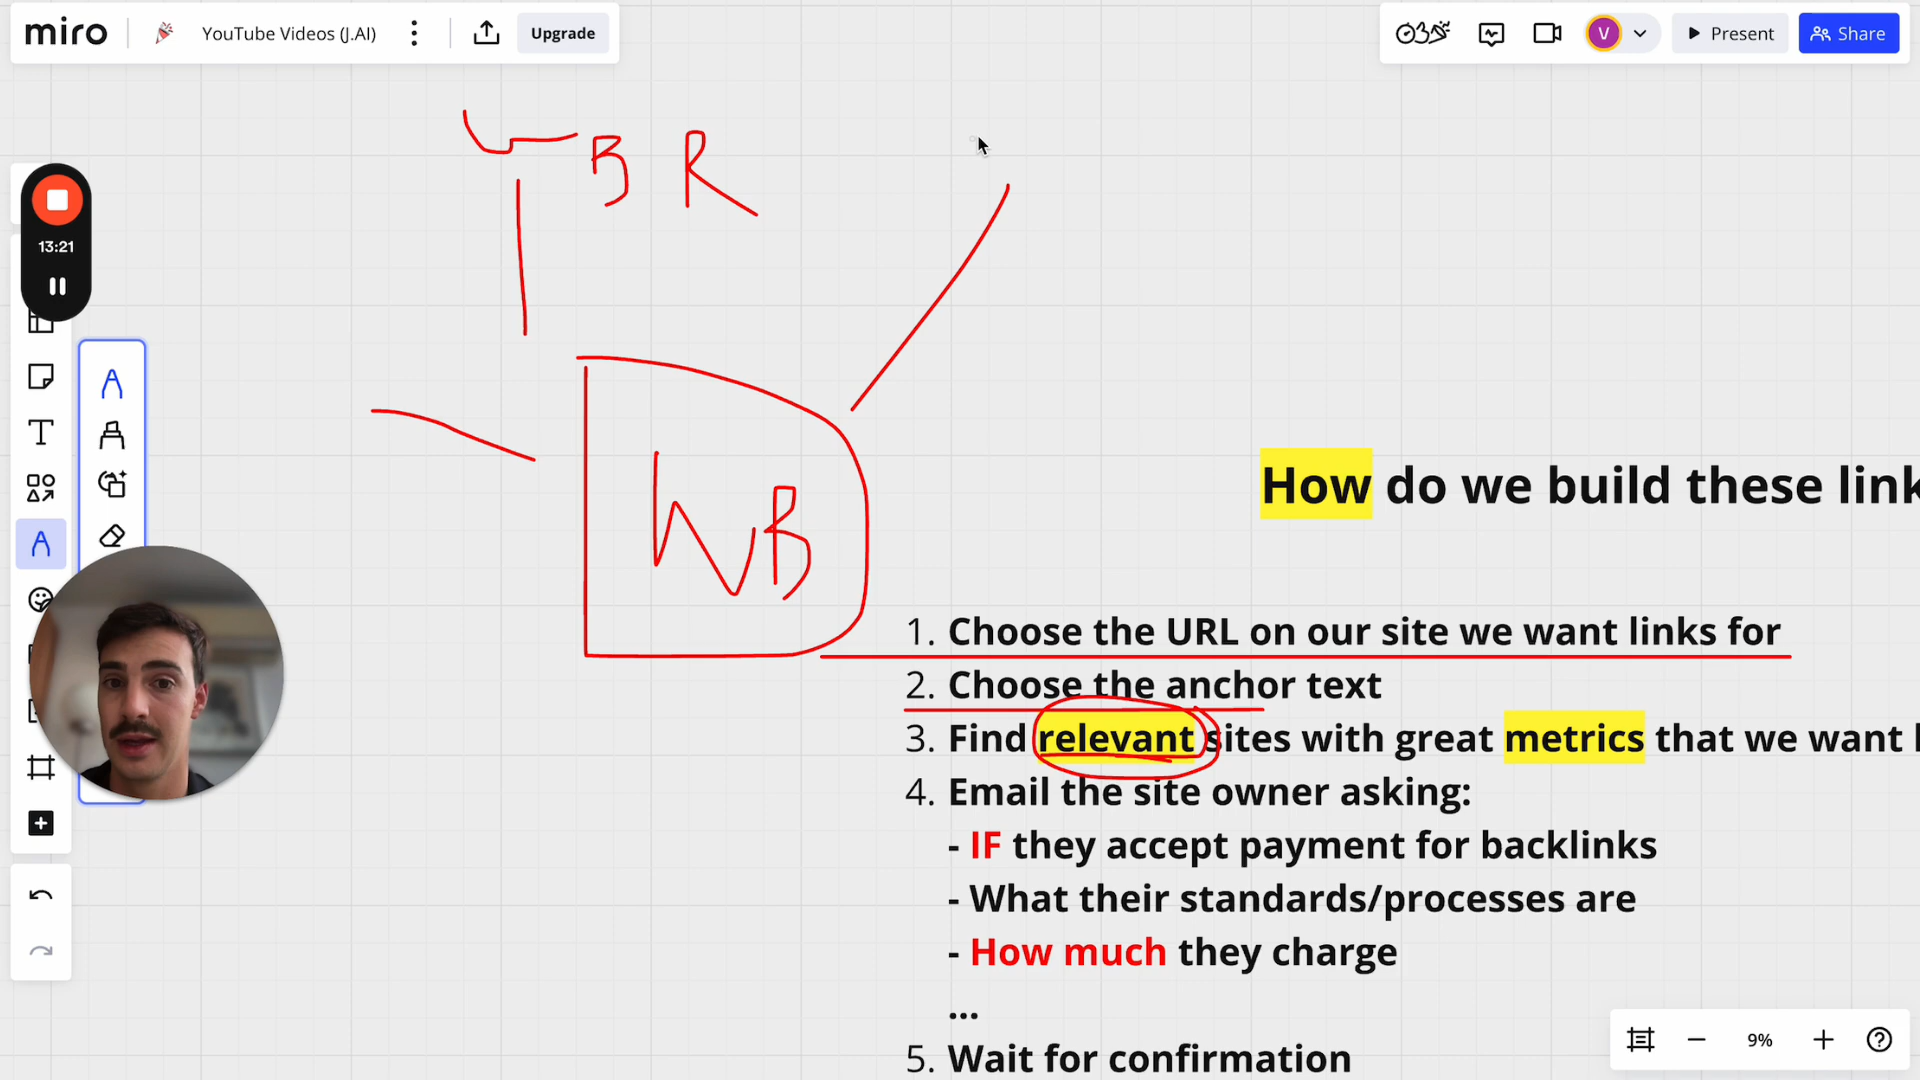 miro
YouTube Videos (J.AI)
Upgrade
V
Present
Share
B R
13:21
WB
How do we build these link
1. Choose the URL on our site we want links for
2. Choose the anchor text
3. Find relevant sites with great metrics that we want
4. Email the site owner asking:
- IF they accept payment for backlinks
- What their standards/processes are
- How much they charge
...
5. Wait for confirmation
9%